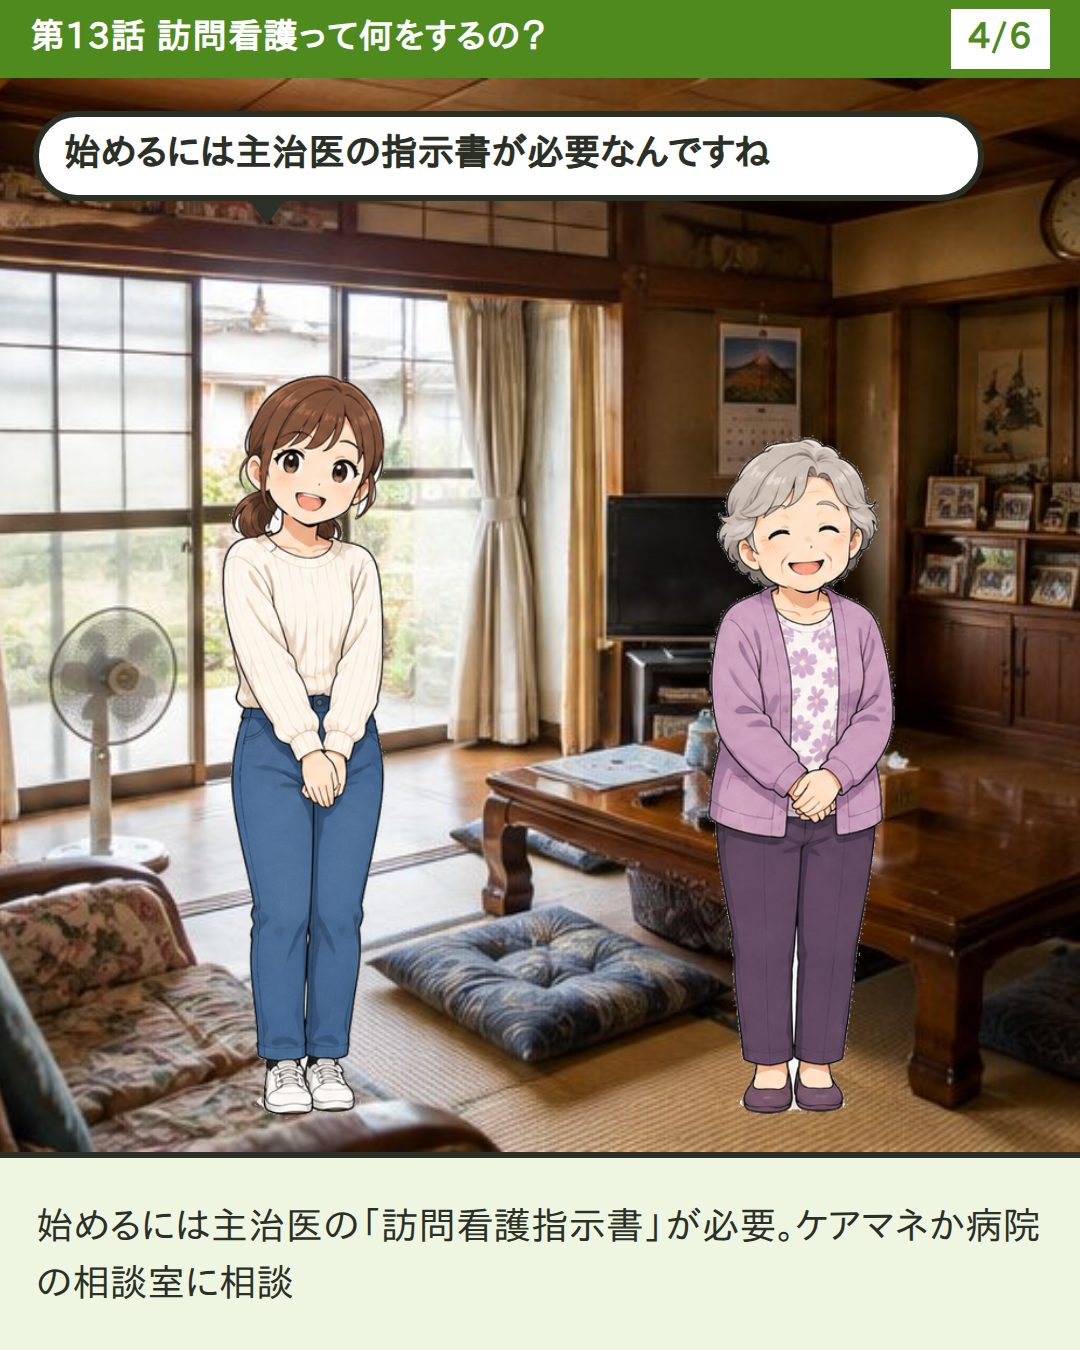 第13話 訪問看護って何をするの？
4/6
始めるには主治医の指示書が必要なんですね
始めるには主治医の「訪問看護指示書」が必要。ケアマネか病院
の相談室に相談